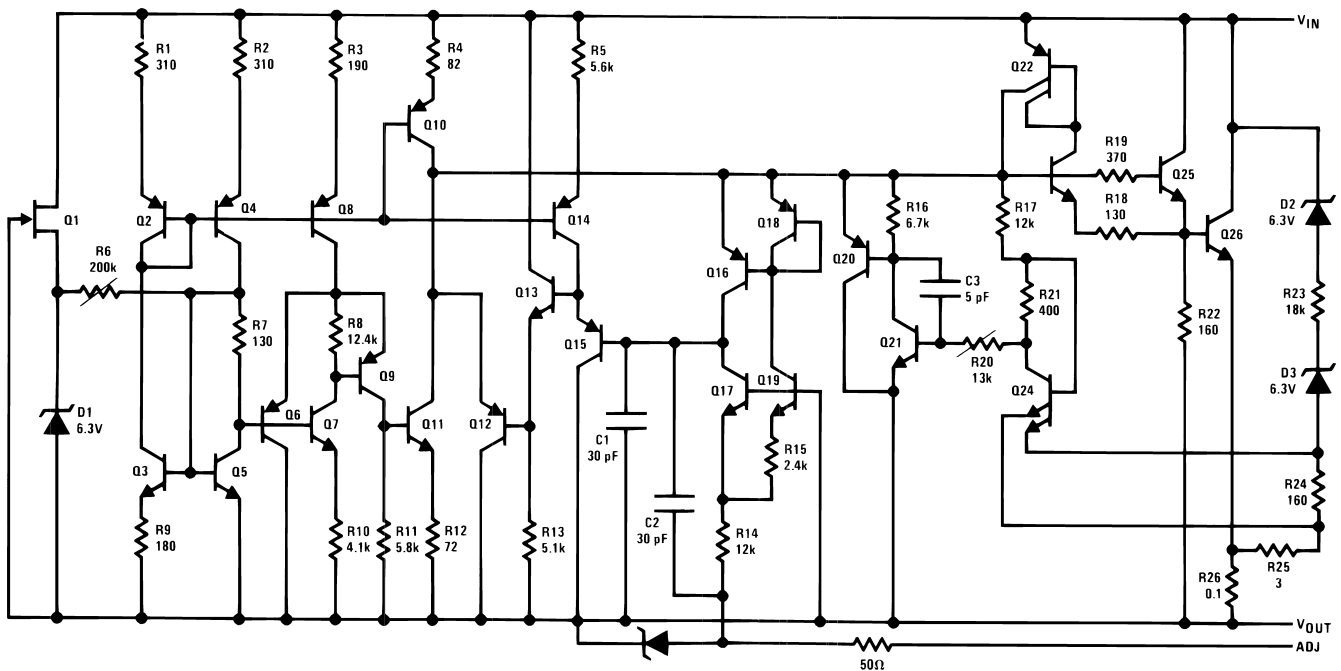 VIN
R1
310
R2
310
R3
190
R4
82
R5
5.6k
Q22
Q10
R19
370
Q25
R18
130
Q1
Q2
Q4
Q8
Q14
Q18
R16
6.7k
R17
12k
Q26
D2
6.3V
R6
200k
Q16
Q20
C3
5 pF
Q13
R7
130
R8
12.4k
Q9
Q15
Q21
R20
13k
R21
400
R22
160
R23
18k
D1
6.3V
Q6
Q7
Q11
Q12
C1
30 pF
Q17
Q19
Q24
D3
6.3V
Q3
Q5
R15
2.4k
R9
180
R10
4.1k
R11
5.8k
R12
72
R13
5.1k
C2
30 pF
R14
12k
R24
160
R25
3
R26
0.1
VOUT
ADJ
50Ω